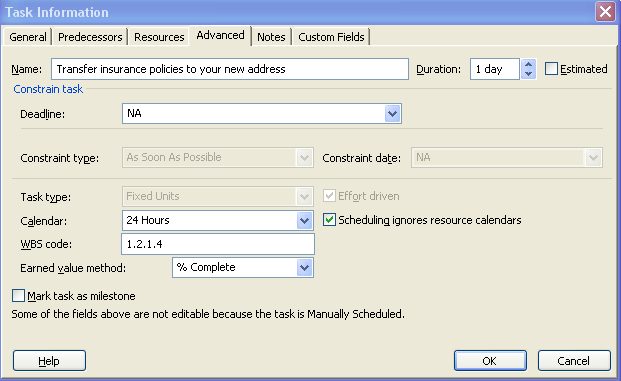 Task Information
General Predecessors Resources Advanced Notes Custom Fields
Name: Transfer insurance policies to your new address Duration: 1 day Estimated
Constrain task
Deadline: NA
Constraint type: As Soon As Possible Constraint date: NA
Task type: Fixed Units Effort driven
Calendar: 24 Hours Scheduling ignores resource calendars
WBS code: 1.2.1.4
Earned value method: % Complete
Mark task as milestone
Some of the fields above are not editable because the task is Manually Scheduled.
Help OK Cancel